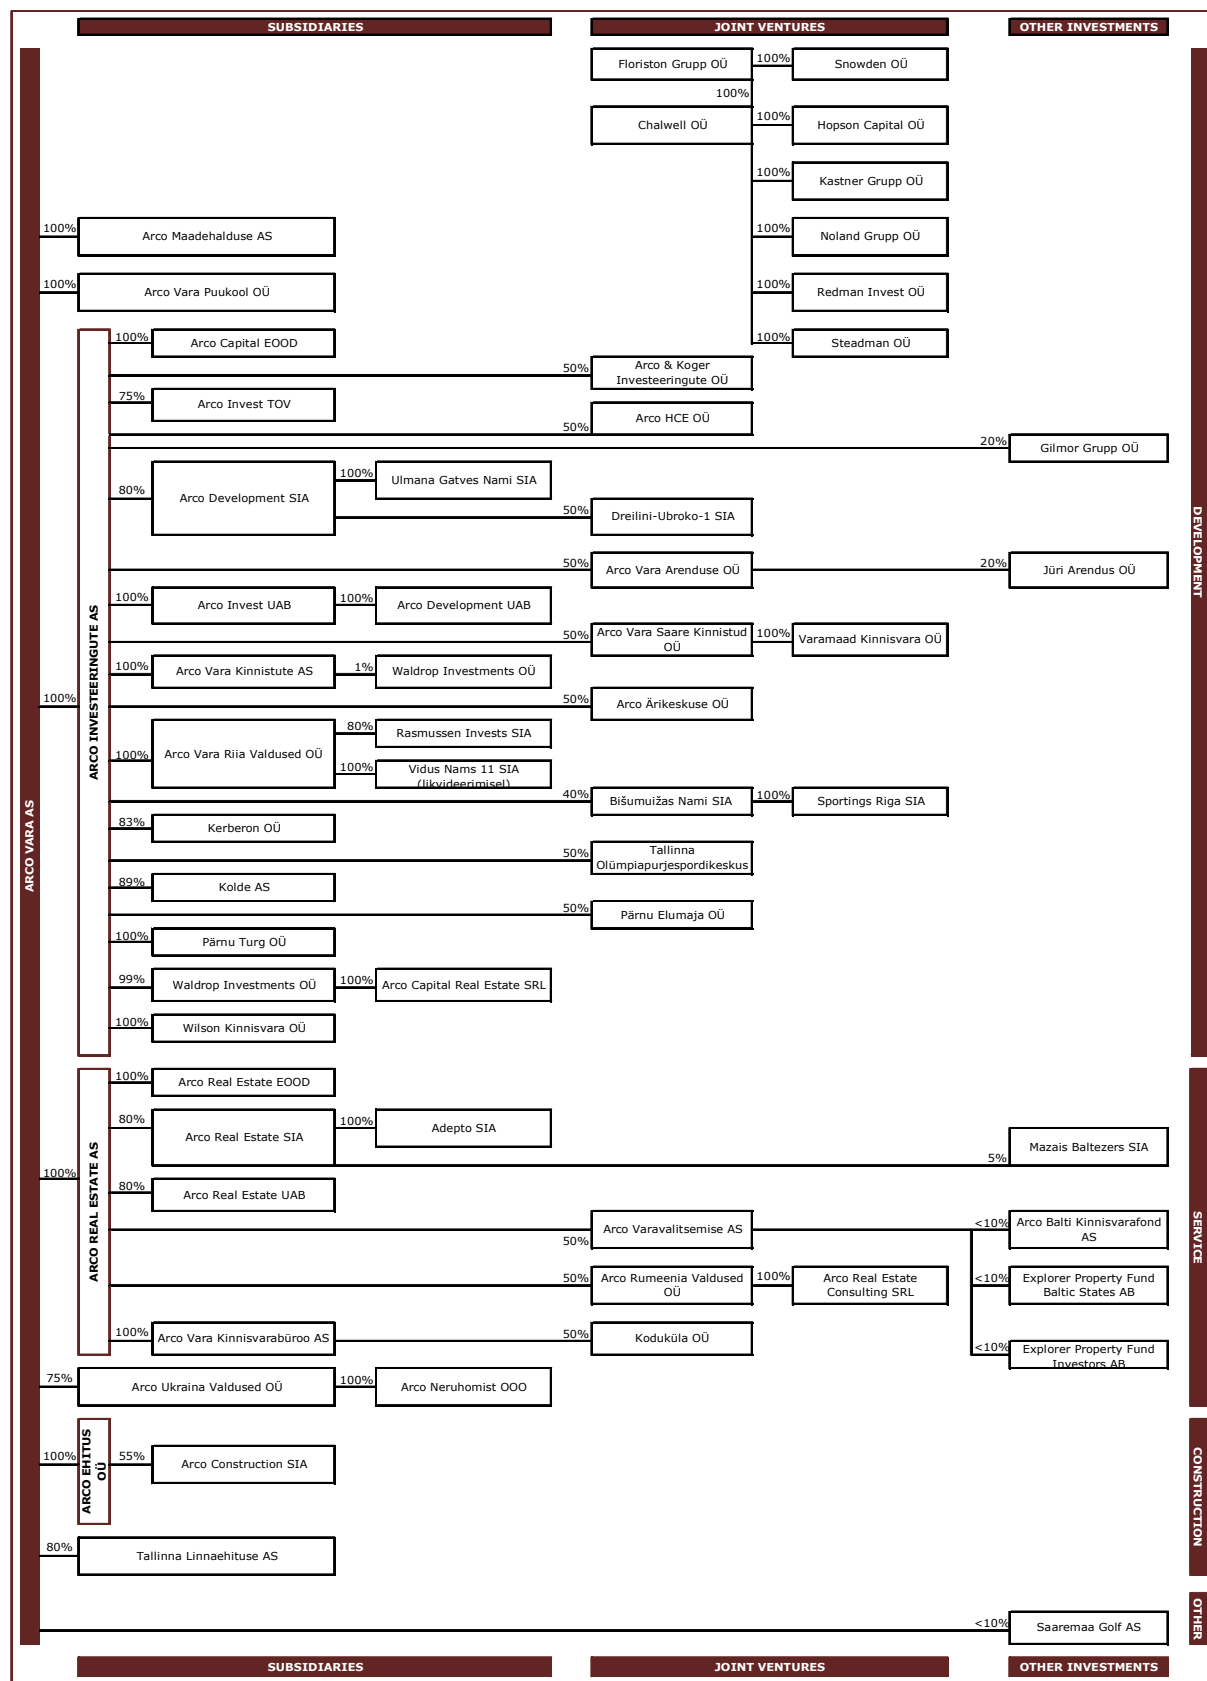 SUBSIDIARIES
JOINT VENTURES
OTHER INVESTMENTS
Floriston Grupp OÜ
100%
Snowden OÜ
100%
Chalwell OÜ
100%
Hopson Capital OÜ
100%
Kastner Grupp OÜ
100%
Arco Maadehalduse AS
100%
Noland Grupp OÜ
100%
Arco Vara Puukool OÜ
100%
Redman Invest OÜ
100%
Arco Capital EOOD
100%
Steadman OÜ
50%
Arco & Koger
Investeeringute OÜ
75%
Arco Invest TOV
50%
Arco HCE OÜ
20%
Gilmor Grupp OÜ
80%
Arco Development SIA
100%
Ulmana Gatves Nami SIA
50%
Dreilini-Ubroko-1 SIA
DEVELOPMENT
50%
Arco Vara Arenduse OÜ
20%
Jüri Arendus OÜ
100%
Arco Invest UAB
100%
Arco Development UAB
50%
Arco Vara Saare Kinnistud
OÜ
100%
Varamaad Kinnisvara OÜ
100%
Arco Vara Kinnistute AS
1%
Waldrop Investments OÜ
100%
ARCO INVESTEERINGUTE AS
50%
Arco Ärikeskuse OÜ
100%
Arco Vara Riia Valdused OÜ
80%
Rasmussen Invests SIA
100%
Vidus Nams 11 SIA
(likvideerimisel)
40%
Bišumuižas Nami SIA
100%
Sportings Riga SIA
83%
Kerberon OÜ
ARCO VARA AS
50%
Tallinna
Olümpiapurjespordikeskus
89%
Kolde AS
50%
Pärnu Elumaja OÜ
100%
Pärnu Turg OÜ
99%
Waldrop Investments OÜ
100%
Arco Capital Real Estate SRL
100%
Wilson Kinnisvara OÜ
100%
Arco Real Estate EOOD
80%
Arco Real Estate SIA
100%
Adepto SIA
5%
Mazais Baltezers SIA
100%
ARCO REAL ESTATE AS
80%
Arco Real Estate UAB
50%
Arco Varavalitsemise AS
<10%
Arco Balti Kinnisvarafond
AS
SERVICE
50%
Arco Rumeenia Valdused
OÜ
100%
Arco Real Estate
Consulting SRL
<10%
Explorer Property Fund
Baltic States AB
100%
Arco Vara Kinnisvarabüroo AS
50%
Koduküla OÜ
<10%
Explorer Property Fund
Investors AB
75%
Arco Ukraina Valdused OÜ
100%
Arco Neruhomist OOO
100%
ARCO EHITUS
OÜ
55%
Arco Construction SIA
CONSTRUCTION
80%
Tallinna Linnaehituse AS
<10%
Saaremaa Golf AS
OTHER
SUBSIDIARIES
JOINT VENTURES
OTHER INVESTMENTS